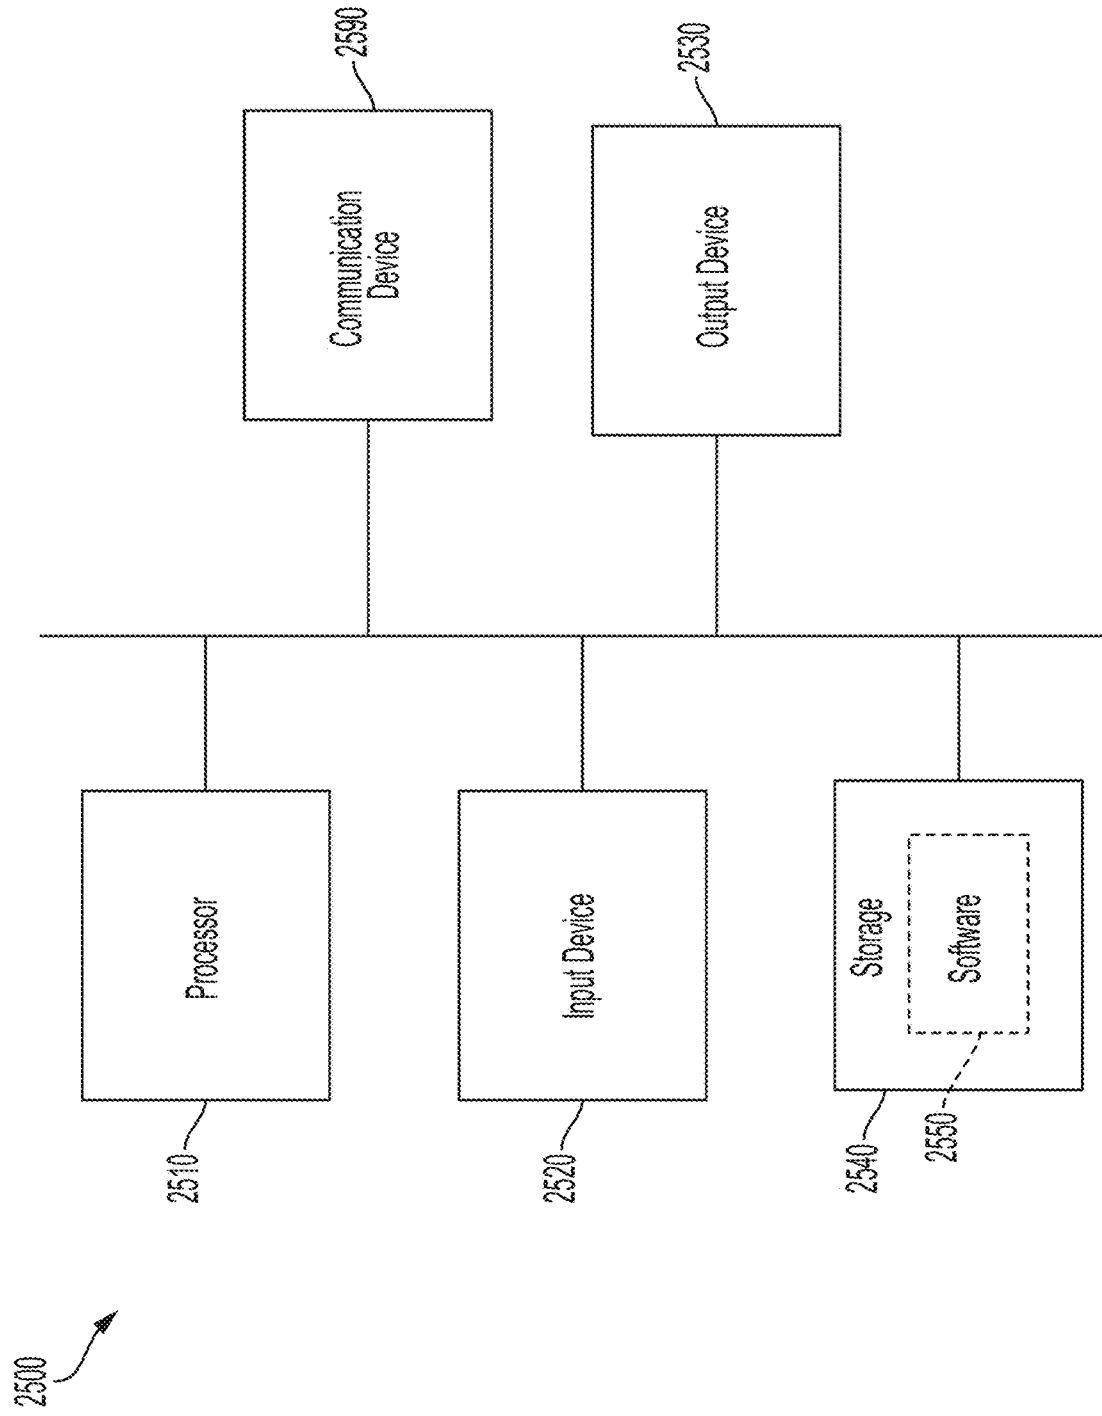 2500
2510
Processor
Communication
Device
2590
2520
Input Device
Output Device
2530
2540
Storage
2550
Software